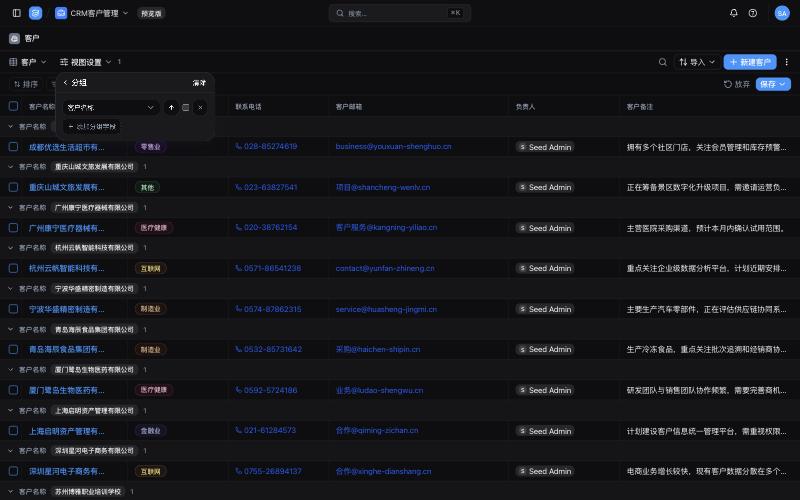 CRM客户管理 预览版 搜索... ⌘K SA
客户
客户 视图设置 1 导入 + 新建客户
排序 放弃 保存
分组 清除
客户名称
+ 添加分组字段
客户名称 联系电话 客户邮箱 负责人 客户备注
客户名称
成都优选生活超市有... 零售业 028-85274619 business@youxuan-shenghuo.cn S Seed Admin 拥有多个社区门店，关注会员管理和库存预警...
客户名称 重庆山城文旅发展有限公司 1
重庆山城文旅发展有... 其他 023-63827541 项目@shancheng-wenlv.cn S Seed Admin 正在筹备景区数字化升级项目，需邀请运营负...
客户名称 广州康宁医疗器械有限公司 1
广州康宁医疗器械有... 医疗健康 020-38762154 客户服务@kangning-yiliao.cn S Seed Admin 主营医院采购渠道，预计本月内确认试用范围。
客户名称 杭州云帆智能科技有限公司 1
杭州云帆智能科技有... 互联网 0571-86541238 contact@yunfan-zhineng.cn S Seed Admin 重点关注企业级数据分析平台，计划近期安排...
客户名称 宁波华盛精密制造有限公司 1
宁波华盛精密制造有... 制造业 0574-87862315 service@huasheng-jingmi.cn S Seed Admin 主要生产汽车零部件，正在评估供应链协同系...
客户名称 青岛海辰食品集团有限公司 1
青岛海辰食品集团有... 制造业 0532-85731642 采购@haichen-shipin.cn S Seed Admin 生产冷冻食品，重点关注批次追溯和经销商协...
客户名称 厦门鹭岛生物医药有限公司 1
厦门鹭岛生物医药有... 医疗健康 0592-5724186 业务@ludao-shengwu.cn S Seed Admin 研发团队与销售团队协作频繁，需要完善商机...
客户名称 上海启明资产管理有限公司 1
上海启明资产管理有... 金融业 021-61284573 合作@qiming-zichan.cn S Seed Admin 计划建设客户信息统一管理平台，需重视权限...
客户名称 深圳星河电子商务有限公司 1
深圳星河电子商务有... 互联网 0755-26894137 合作@xinghe-dianshang.cn S Seed Admin 电商业务增长较快，现有客户数据分散在多个...
客户名称 苏州博雅职业培训学校 1